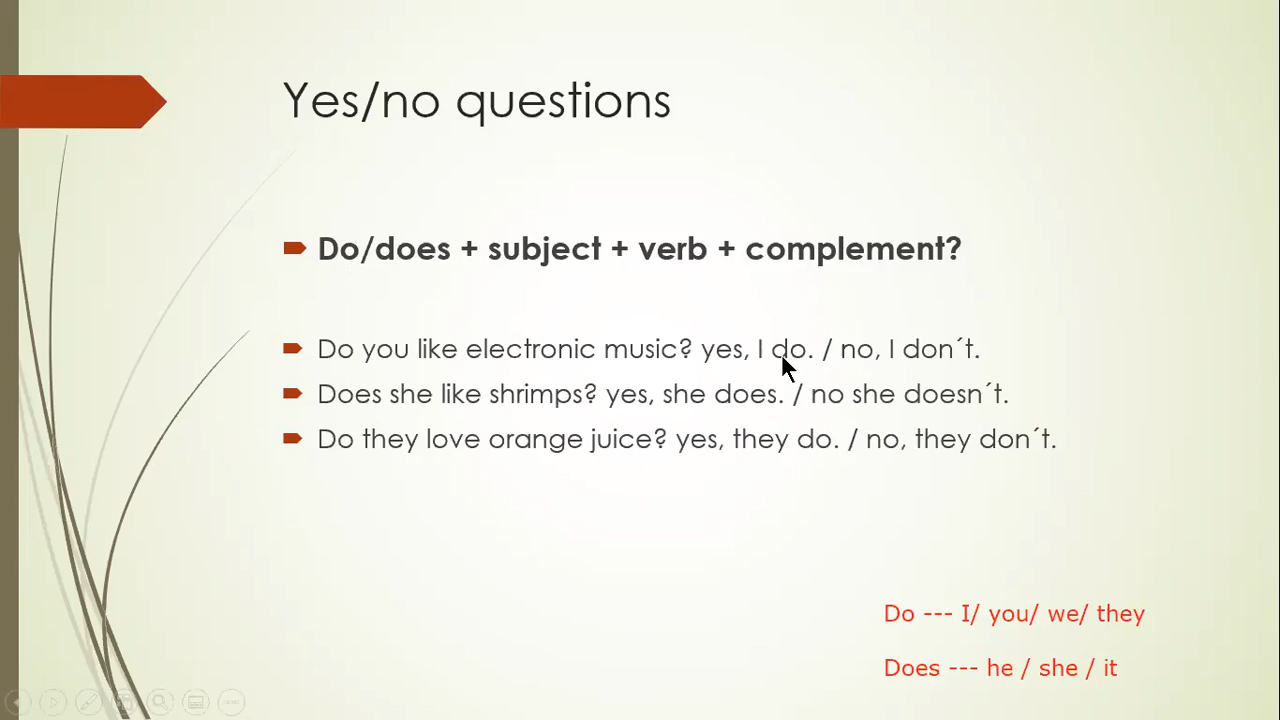 Yes/no questions
Do/does + subject + verb + complement?
Do you like electronic music? yes, I do. / no, I don´t.
Does she like shrimps? yes, she does. / no she doesn´t.
Do they love orange juice? yes, they do. / no, they don´t.
Do --- I/ you/ we/ they
Does --- he / she / it